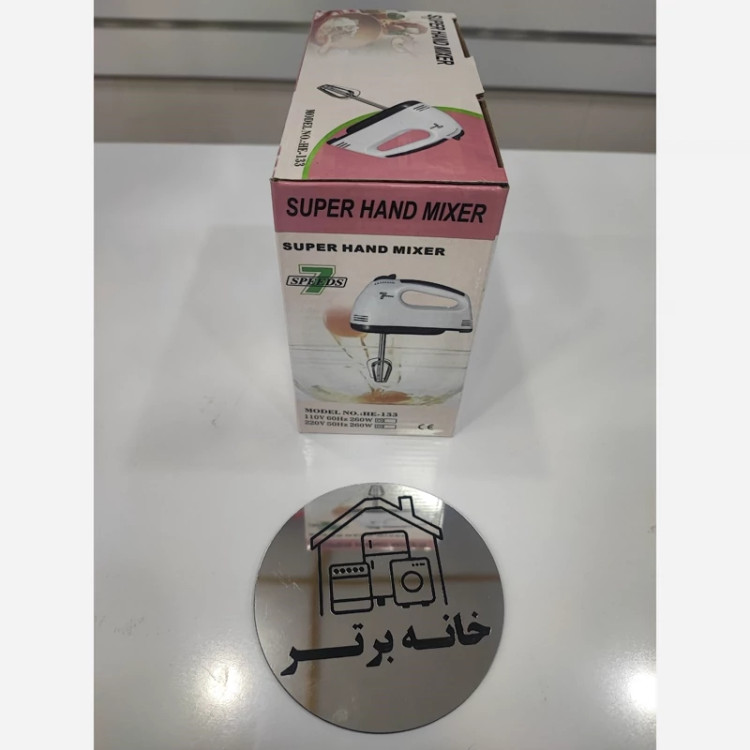 SUPER HAND MIXER
MODEL NO.:HE-133
SUPER HAND MIXER
SUPER HAND MIXER
7
SPEEDS
MODEL NO.:HE-133
110V 60Hz 260W
220V 50Hz 260W
CE
خانه برتر